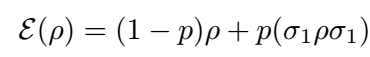 ℰ(ρ) = (1 − p)ρ + p(σ₁ρσ₁)